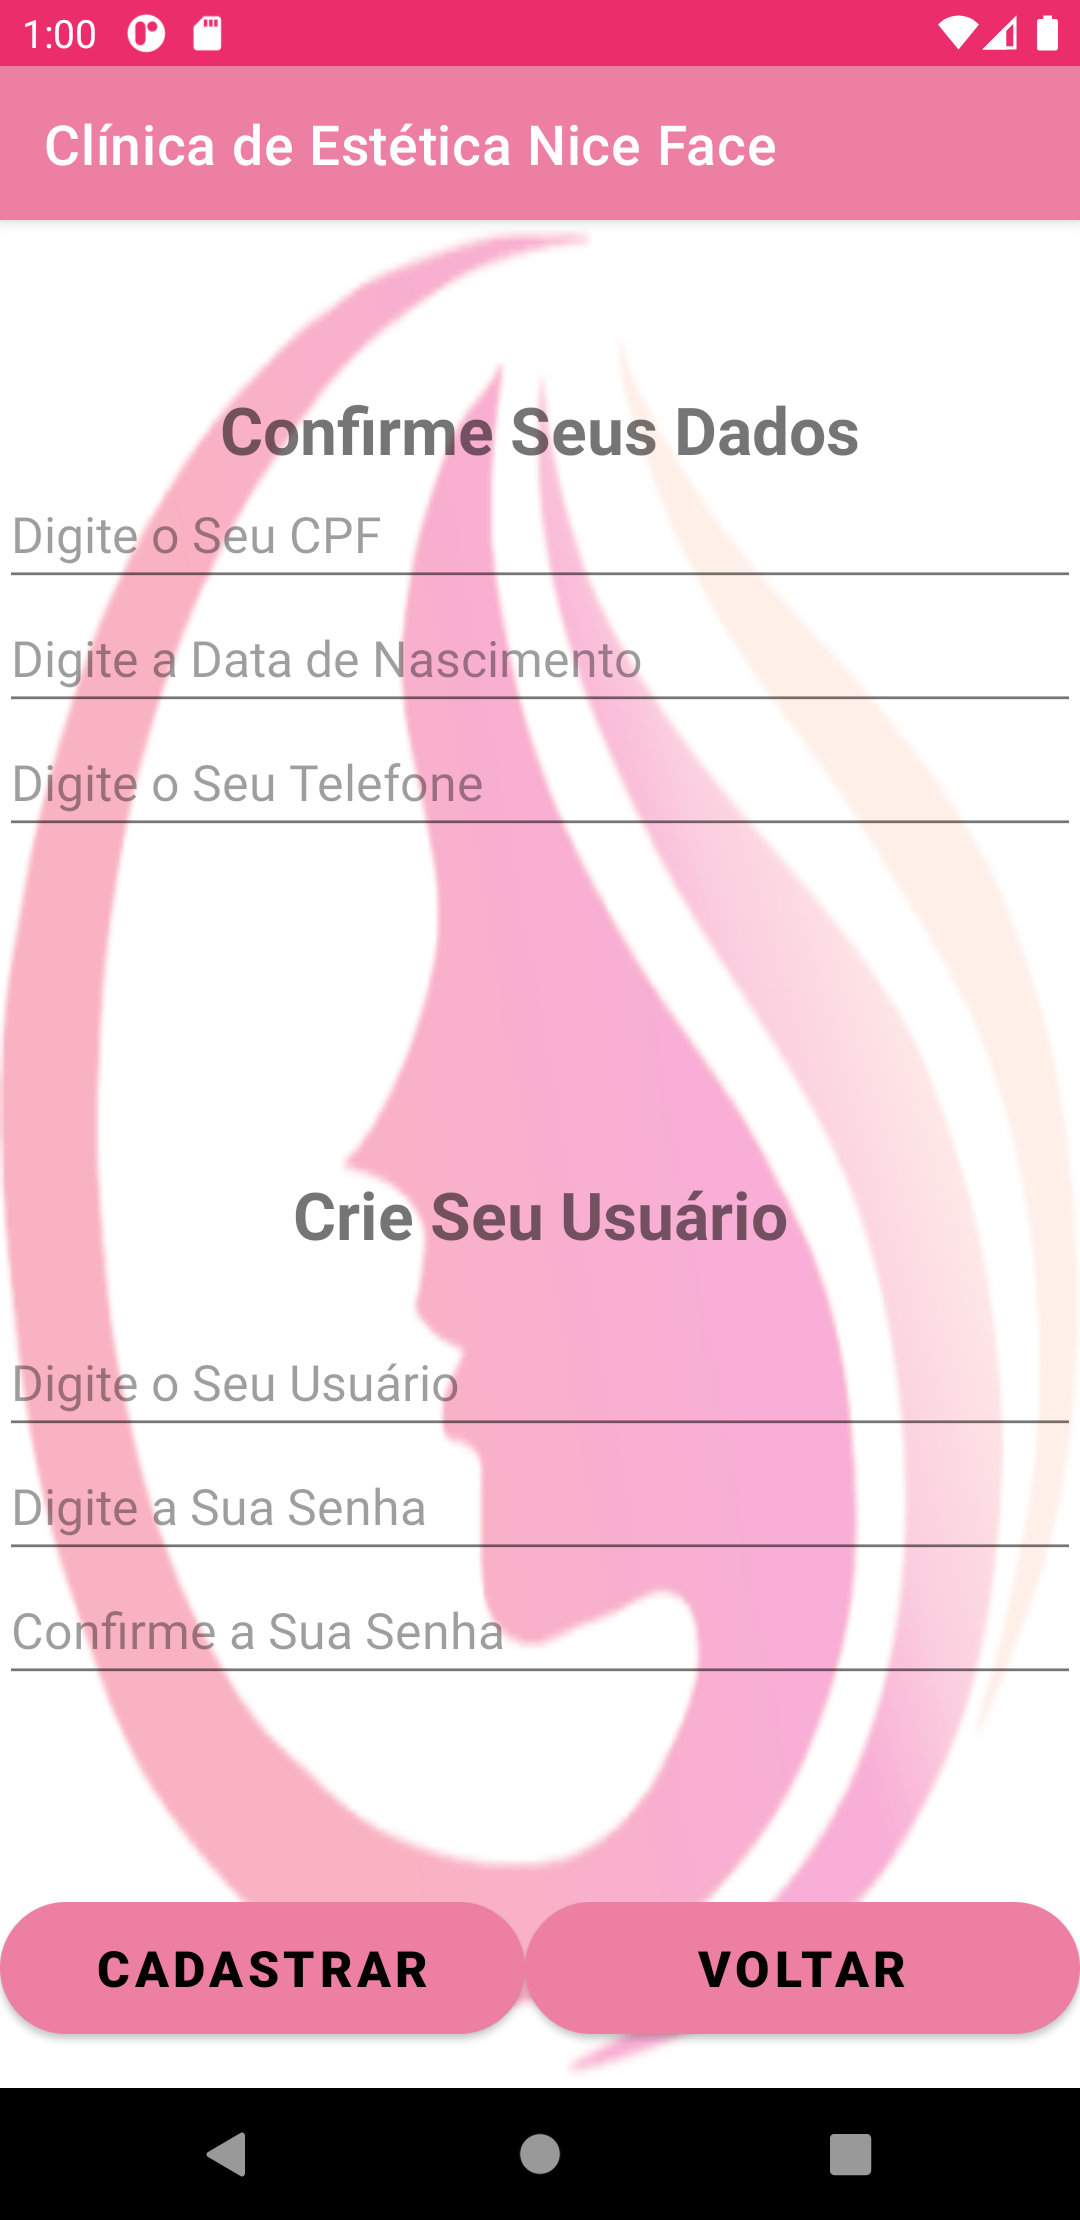 1:00
Clínica de Estética Nice Face
Confirme Seus Dados
Digite o Seu CPF
Digite a Data de Nascimento
Digite o Seu Telefone
Crie Seu Usuário
Digite o Seu Usuário
Digite a Sua Senha
Confirme a Sua Senha
CADASTRAR
VOLTAR